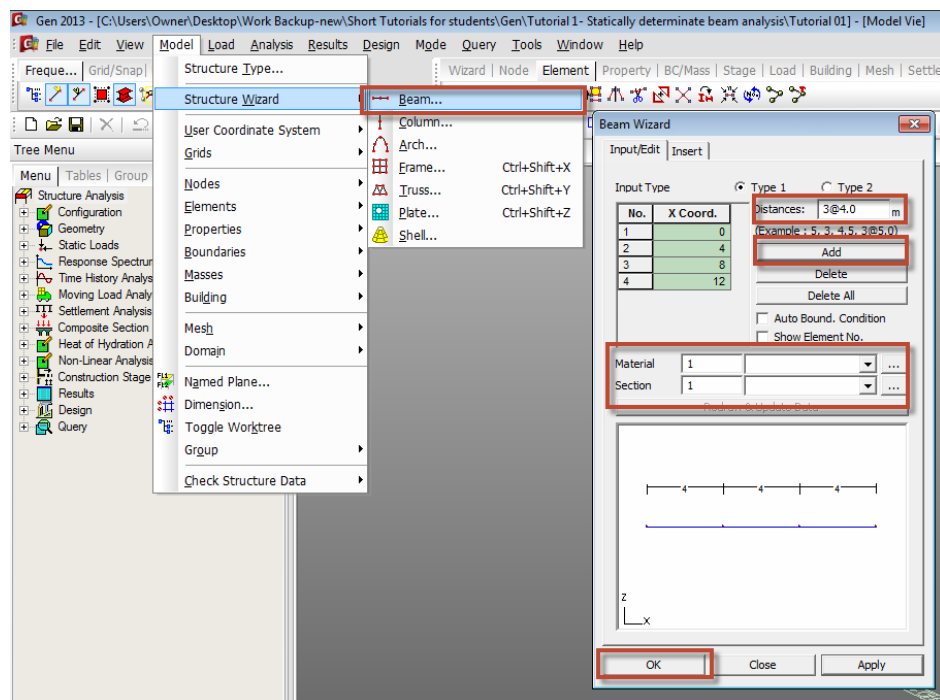 Gen 2013 - [C:\Users\Owner\Desktop\Work Backup-new\Short Tutorials for students\Gen\Tutorial 1- Statically determinate beam analysis\Tutorial 01] - [Model Vie]
File Edit View Model Load Analysis Results Design Mode Query Tools Window Help
Freque... Grid/Snap
Wizard Node Element Property BC/Mass Stage Load Building Mesh Settle
Tree Menu
Menu Tables Group
Structure Analysis
Configuration
Geometry
Static Loads
Response Spectrur
Time History Analys
Moving Load Analy
Settlement Analysis
Composite Section
Heat of Hydration A
Non-Linear Analysis
Construction Stage
Results
Design
Query
Structure Type...
Structure Wizard
User Coordinate System
Grids
Nodes
Elements
Properties
Boundaries
Masses
Building
Mesh
Domain
Named Plane...
Dimension...
Toggle Worktree
Group
Check Structure Data
Beam...
Column...
Arch...
Frame... Ctrl+Shift+X
Truss... Ctrl+Shift+Y
Plate... Ctrl+Shift+Z
Shell...
Beam Wizard
Input/Edit Insert
Input Type Type 1 Type 2
No. X Coord.
1 0
2 4
3 8
4 12
Distances: 3@4.0 m
(Example : 5, 3, 4.5, 3@5.0)
Add
Delete
Delete All
Auto Bound. Condition
Show Element No.
Material 1 ...
Section 1 ...
Redraw & Update Data
4 4 4
Z
X
OK Close Apply